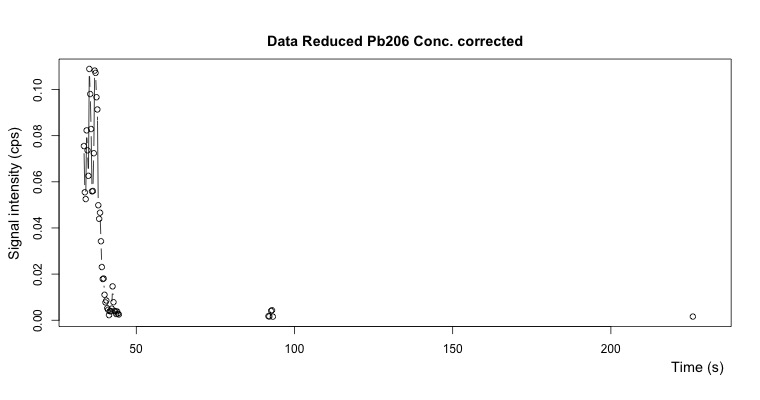 Data Reduced Pb206 Conc. corrected
Signal intensity (cps)
0.10
0.08
0.06
0.04
0.02
0.00
50 100 150 200
Time (s)